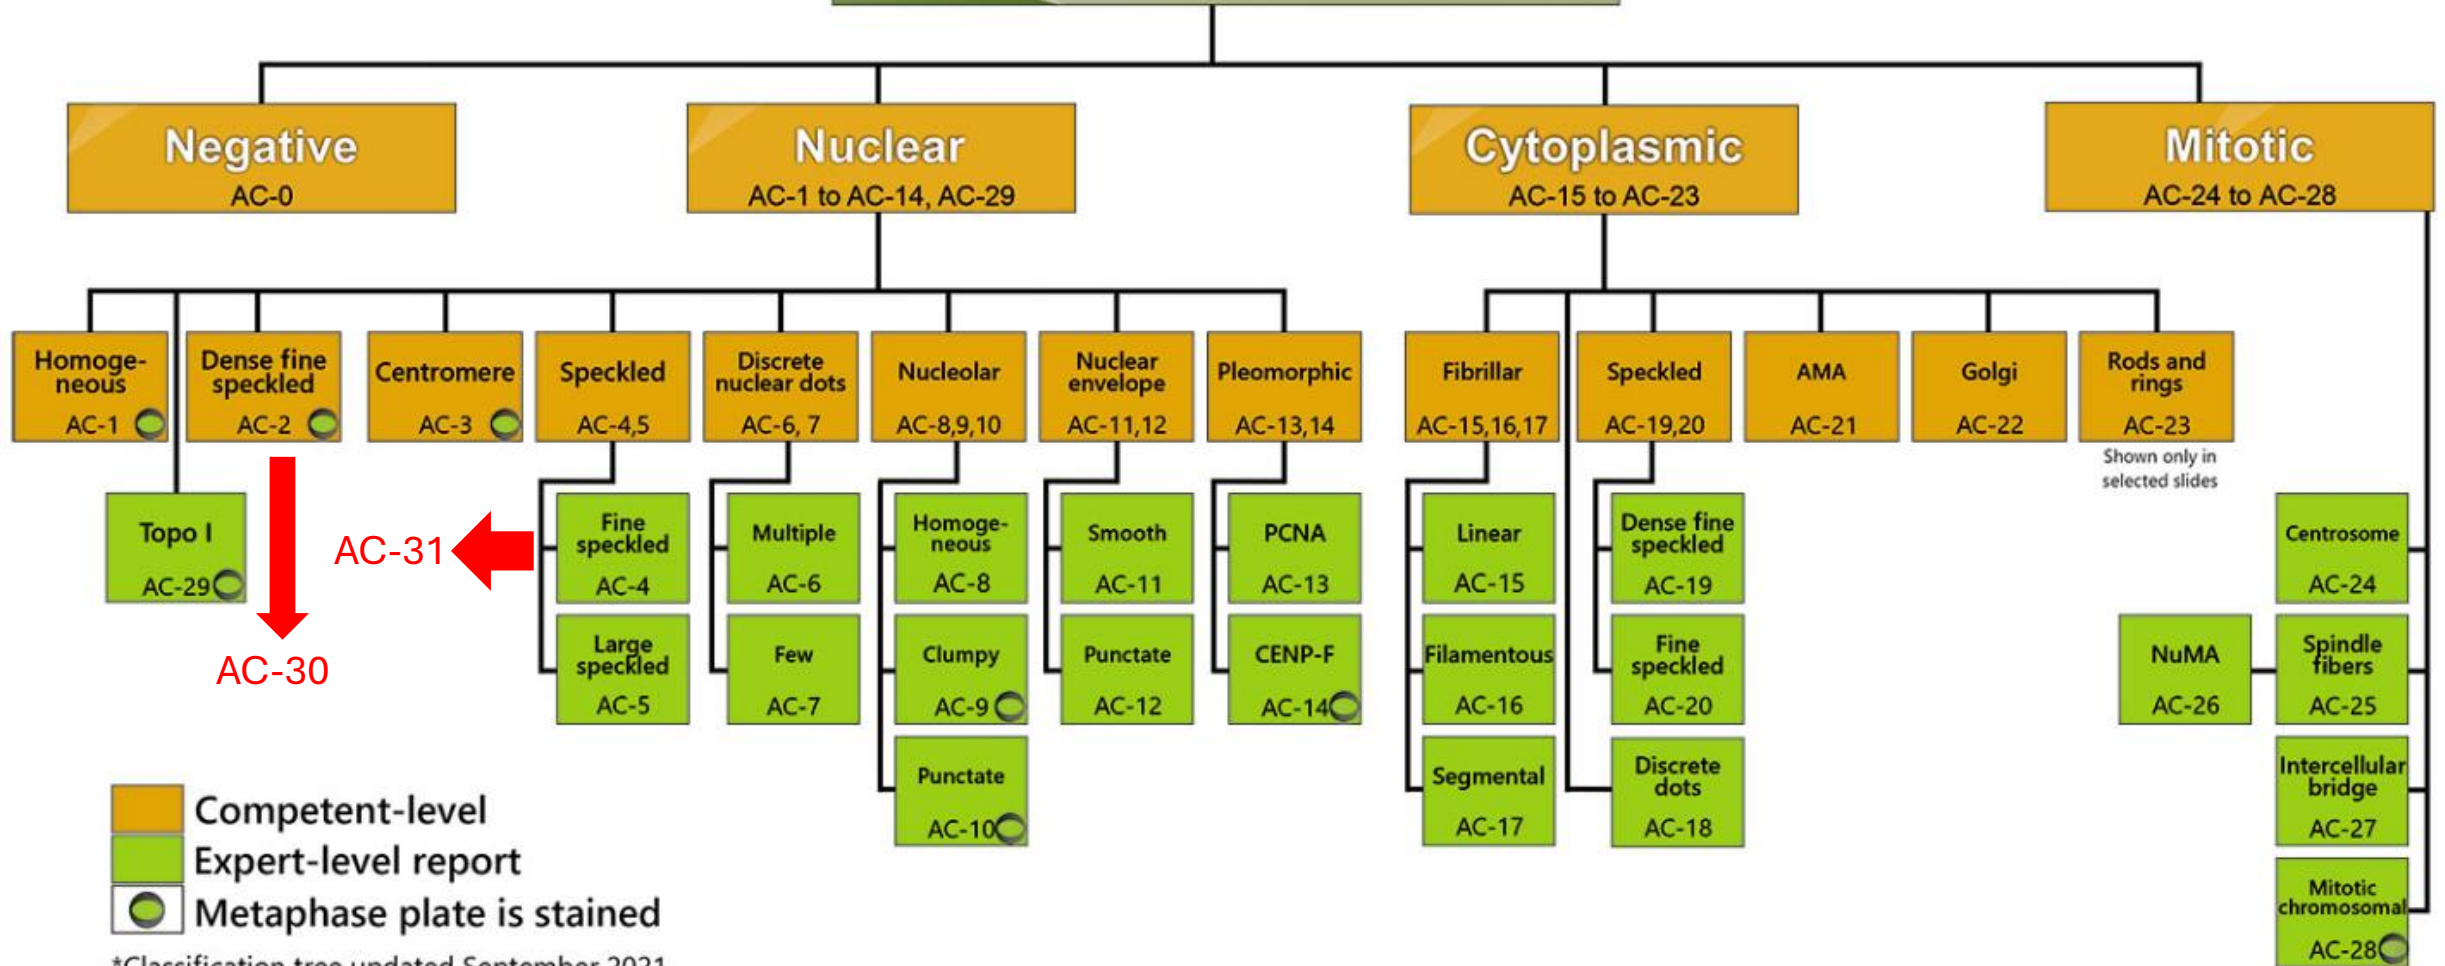 Negative
AC-0
Nuclear
AC-1 to AC-14, AC-29
Cytoplasmic
AC-15 to AC-23
Mitotic
AC-24 to AC-28
Homoge-
neous
AC-1
Dense fine
speckled
AC-2
Centromere
AC-3
Speckled
AC-4,5
Discrete
nuclear dots
AC-6, 7
Nucleolar
AC-8,9,10
Nuclear
envelope
AC-11,12
Pleomorphic
AC-13,14
Fibrillar
AC-15,16,17
Speckled
AC-19,20
AMA
AC-21
Golgi
AC-22
Rods and
rings
AC-23
Shown only in
selected slides
Topo I
AC-29
AC-30
AC-31
Fine
speckled
AC-4
Large
speckled
AC-5
Multiple
AC-6
Few
AC-7
Homoge-
neous
AC-8
Clumpy
AC-9
Punctate
AC-10
Smooth
AC-11
Punctate
AC-12
PCNA
AC-13
CENP-F
AC-14
Linear
AC-15
Filamentous
AC-16
Segmental
AC-17
Dense fine
speckled
AC-19
Fine
speckled
AC-20
Discrete
dots
AC-18
Centrosome
AC-24
NuMA
AC-26
Spindle
fibers
AC-25
Intercellular
bridge
AC-27
Mitotic
chromosomal
AC-28
Competent-level
Expert-level report
Metaphase plate is stained
*Classification tree updated September 2021